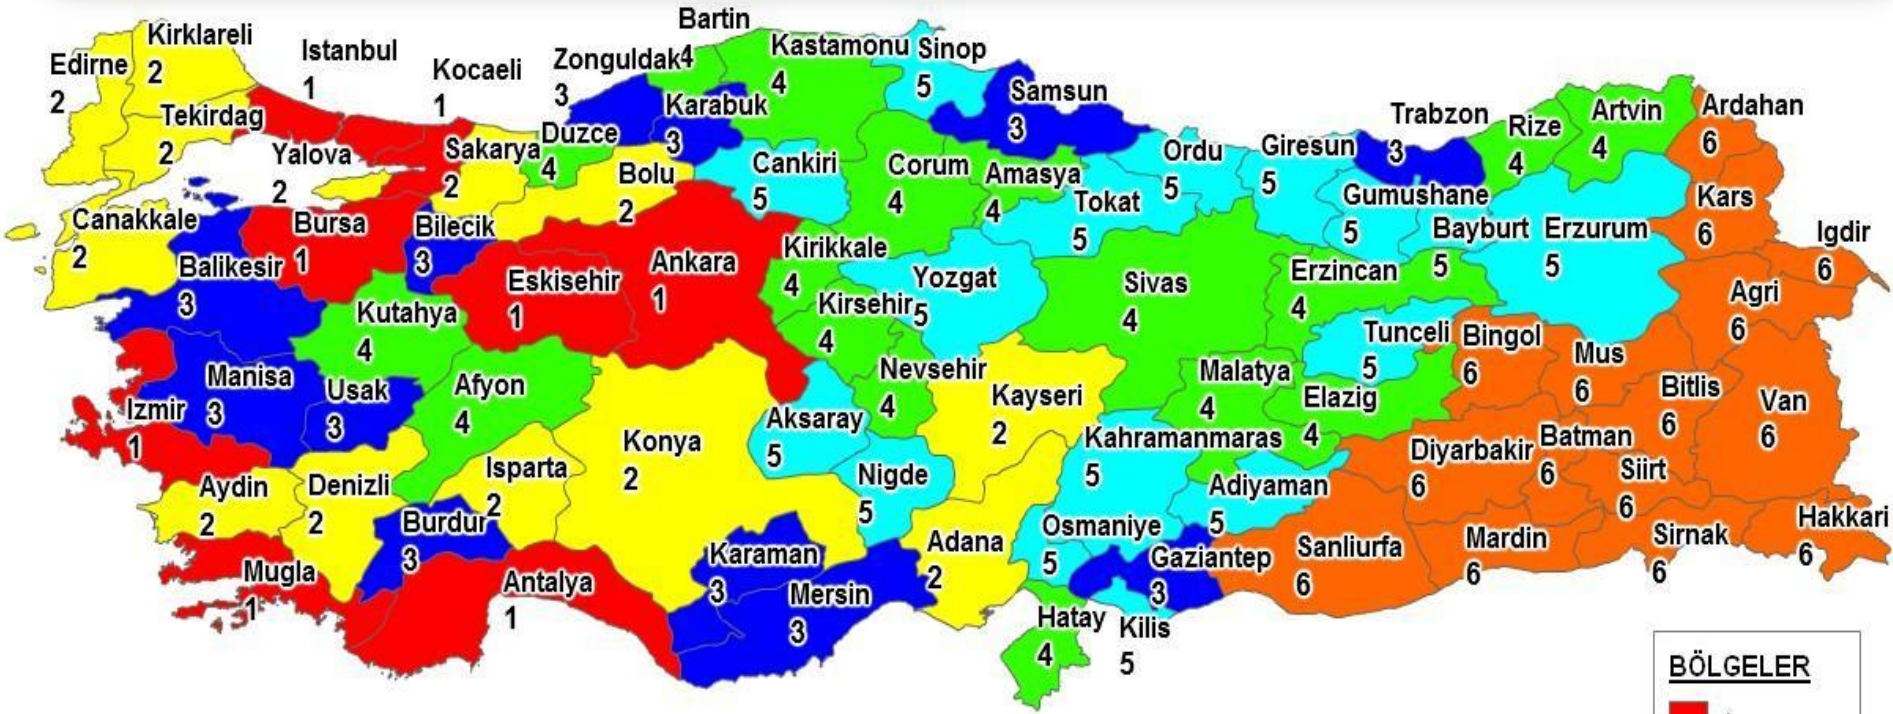 Bartin
Kirklareli
2
Edirne
2
Istanbul
1
Kocaeli
1
Zonguldak
3
4
Kastamonu
4
Sinop
5
Samsun
3
Karabuk
3
Tekirdag
2
Yalova
2
Sakarya
2
Duzce
4
Bolu
2
Cankiri
5
Corum
4
Amasya
4
Tokat
5
Ordu
5
Giresun
5
Trabzon
3
Rize
4
Artvin
4
Ardahan
6
Kars
6
Igdir
6
Gumushane
5
Bayburt
5
Erzurum
5
Canakkale
2
Balikesir
3
Bursa
1
Bilecik
3
Eskisehir
1
Ankara
1
Kirikkale
4
Kirsehir
4
Yozgat
5
Sivas
4
Erzincan
4
Agri
6
Kutahya
4
Tunceli
5
Bingol
6
Mus
6
Bitlis
6
Van
6
Manisa
3
Usak
3
Afyon
4
Nevsehir
4
Kayseri
2
Malatya
4
Elazig
4
Izmir
1
Konya
2
Aksaray
5
Nigde
5
Kahramanmaras
5
Adiyaman
5
Diyarbakir
6
Batman
6
Siirt
6
Aydin
2
Denizli
2
Isparta
2
Burdur
3
Mugla
1
Antalya
1
Karaman
3
Mersin
3
Adana
2
Osmaniye
5
Gaziantep
3
Sanliurfa
6
Mardin
6
Sirnak
6
Hakkari
6
Hatay
4
Kilis
5
BÖLGELER